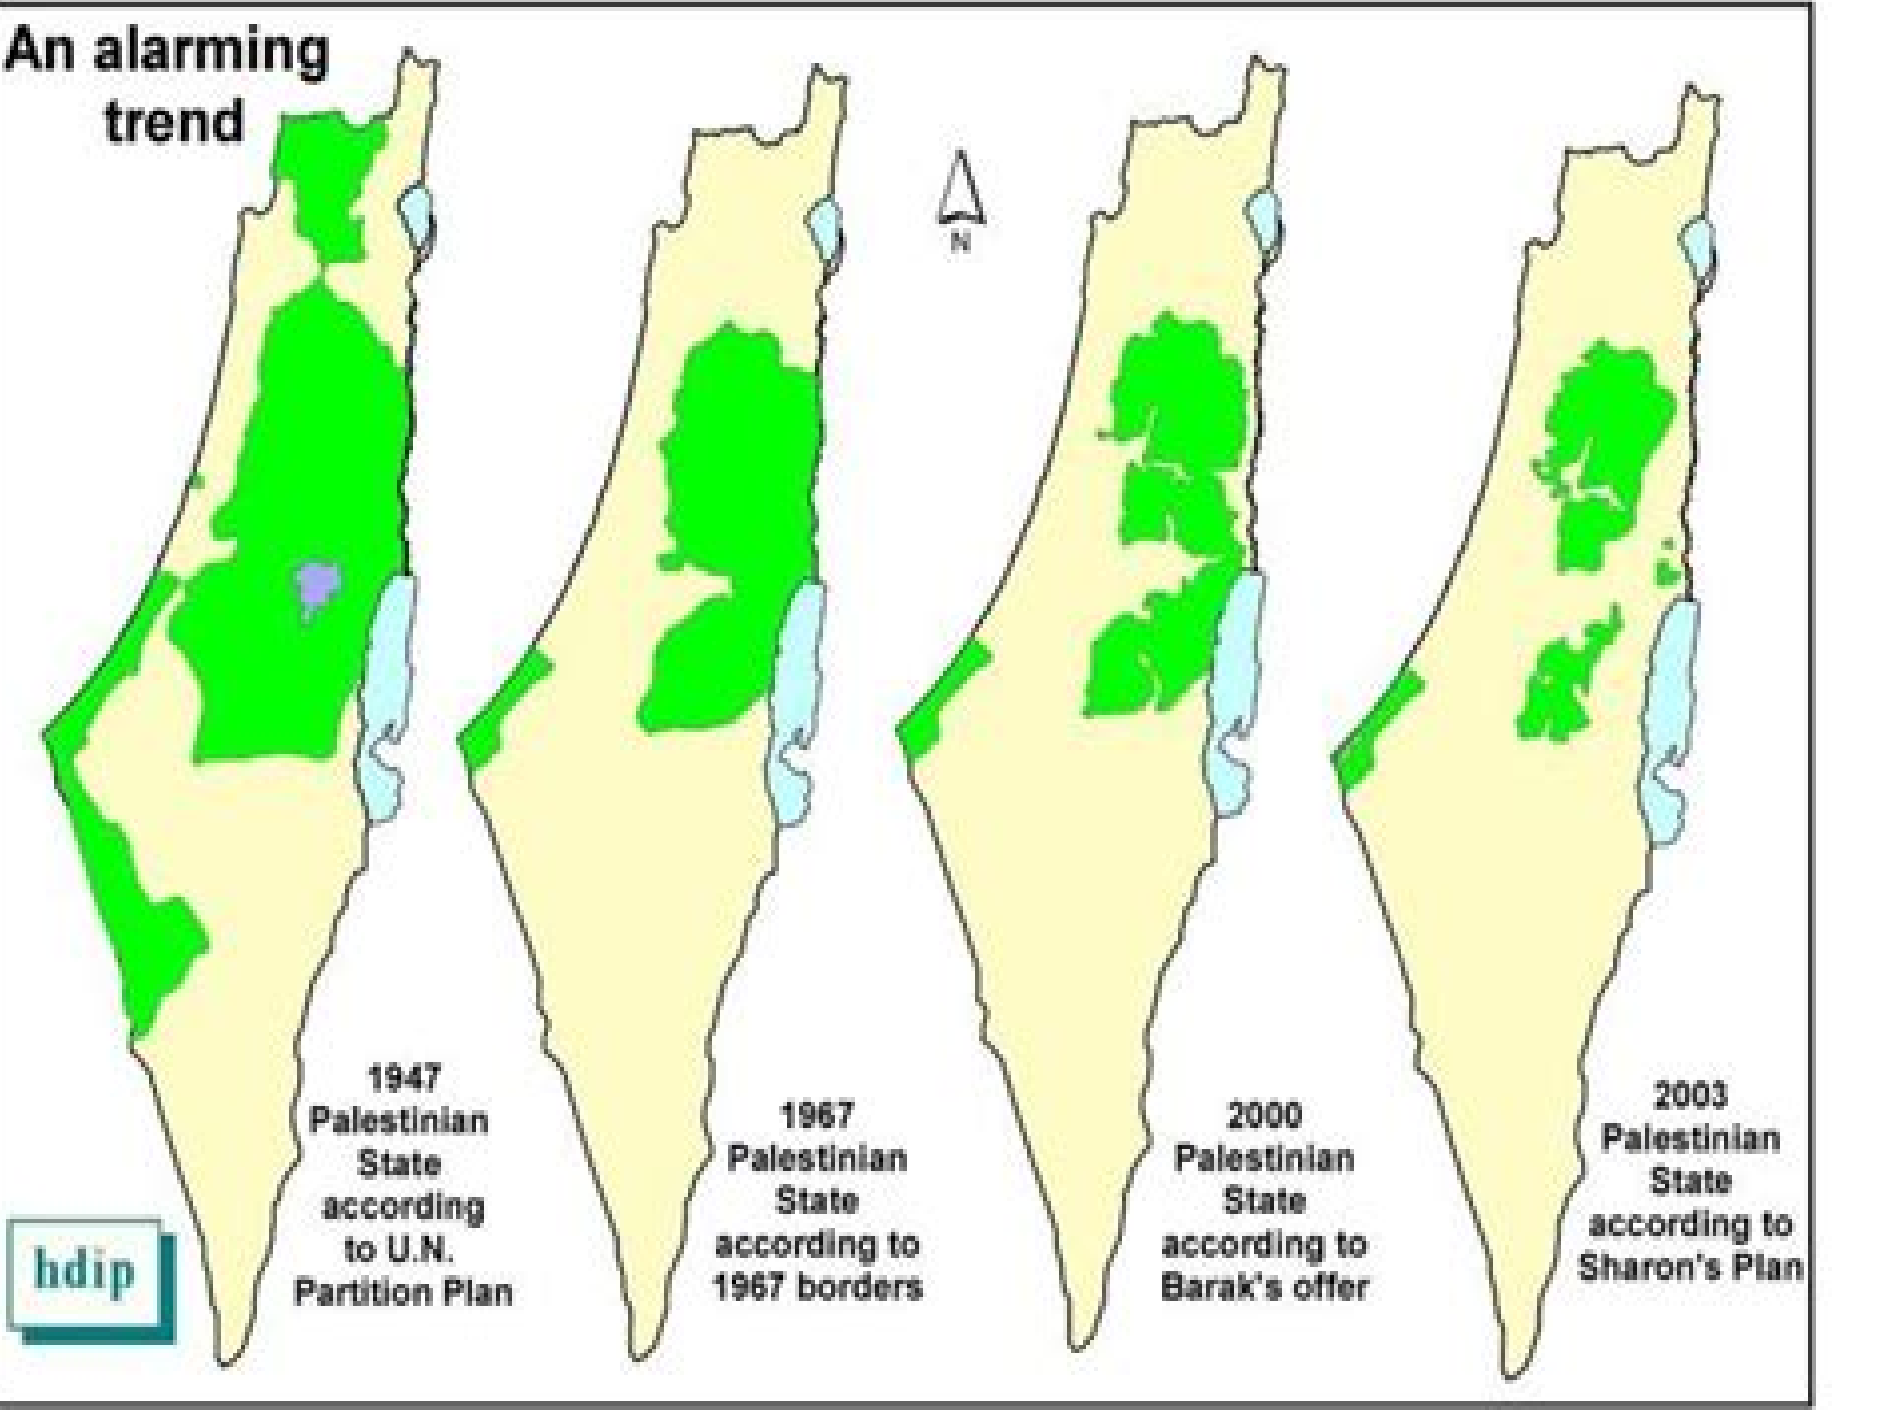 An alarming
trend
N
1947
Palestinian
State
according
to U.N.
Partition Plan
1967
Palestinian
State
according to
1967 borders
2000
Palestinian
State
according to
Barak's offer
2003
Palestinian
State
according to
Sharon's Plan
hdip